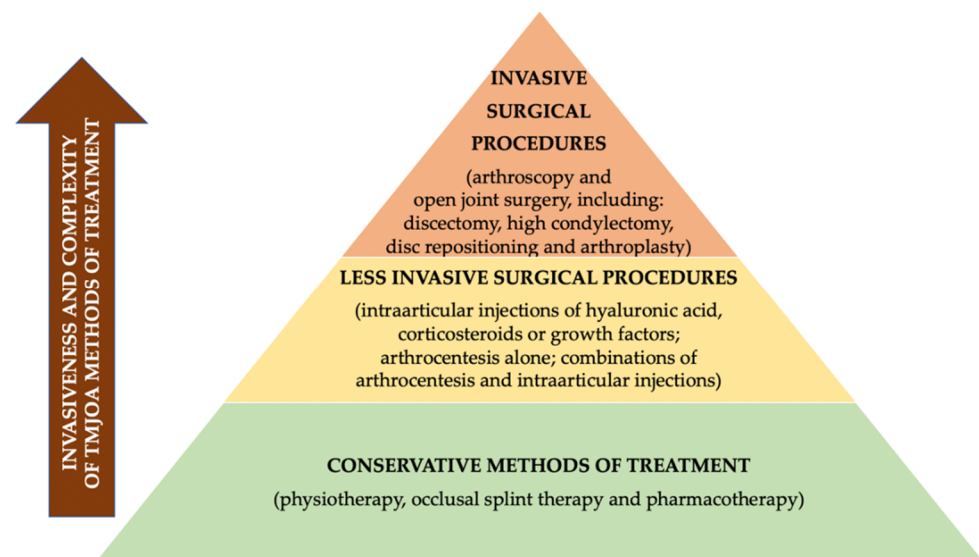 INVASIVENESS AND COMPLEXITY
OF TMJOA METHODS OF TREATMENT
INVASIVE
SURGICAL
PROCEDURES
(arthroscopy and
open joint surgery, including:
discectomy, high condylectomy,
disc repositioning and arthroplasty)
LESS INVASIVE SURGICAL PROCEDURES
(intraarticular injections of hyaluronic acid,
corticosteroids or growth factors;
arthrocentesis alone; combinations of
arthrocentesis and intraarticular injections)
CONSERVATIVE METHODS OF TREATMENT
(physiotherapy, occlusal splint therapy and pharmacotherapy)